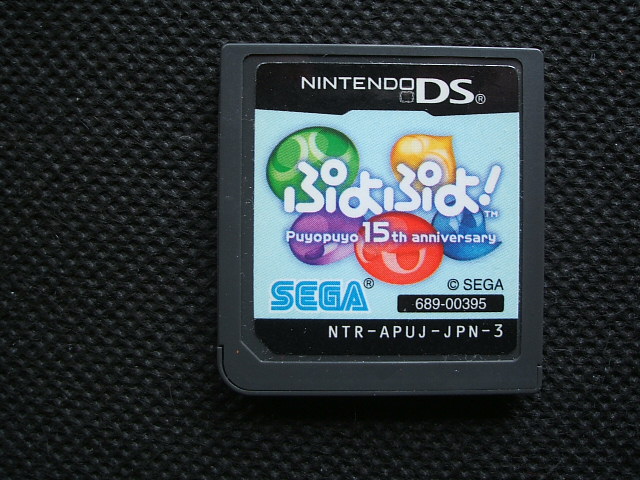 NINTENDO DS®
ぷよぷよ!™
Puyopuyo 15th anniversary
SEGA®
© SEGA
689-00395
NTR-APUJ-JPN-3